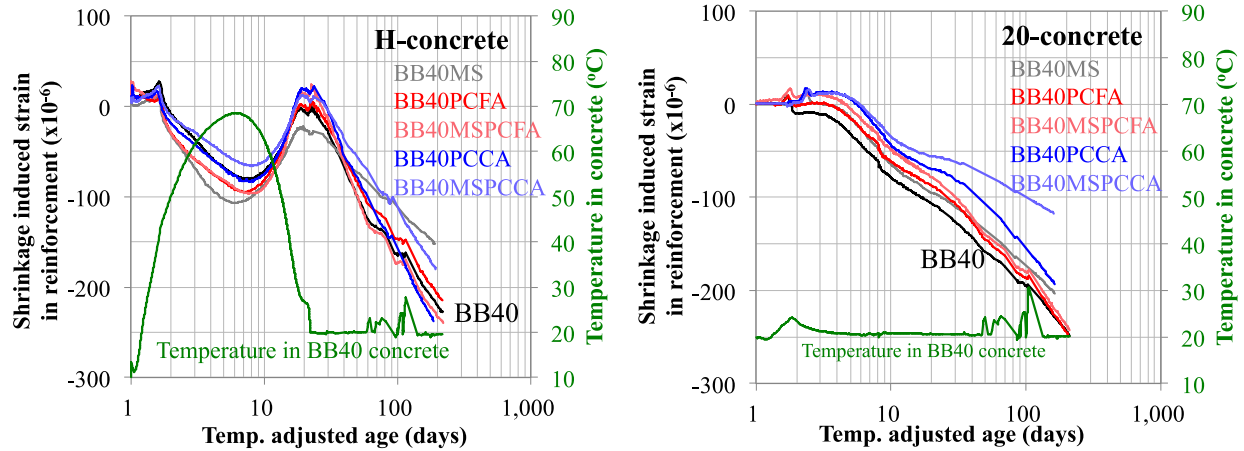 Shrinkage induced strain
in reinforcement (x10⁻⁶)
100
0
-100
-200
-300
H-concrete
BB40MS
BB40PCFA
BB40MSPCFA
BB40PCCA
BB40MSPCCA
BB40
Temperature in BB40 concrete
90
80
70
60
50
40
30
20
10
Temperature in concrete (ºC)
1
10
100
1,000
Temp. adjusted age (days)
Shrinkage induced strain
in reinforcement (x10⁻⁶)
100
0
-100
-200
-300
20-concrete
BB40MS
BB40PCFA
BB40MSPCFA
BB40PCCA
BB40MSPCCA
BB40
Temperature in BB40 concrete
90
80
70
60
50
40
30
20
10
Temperature in concrete (ºC)
1
10
100
1,000
Temp. adjusted age (days)